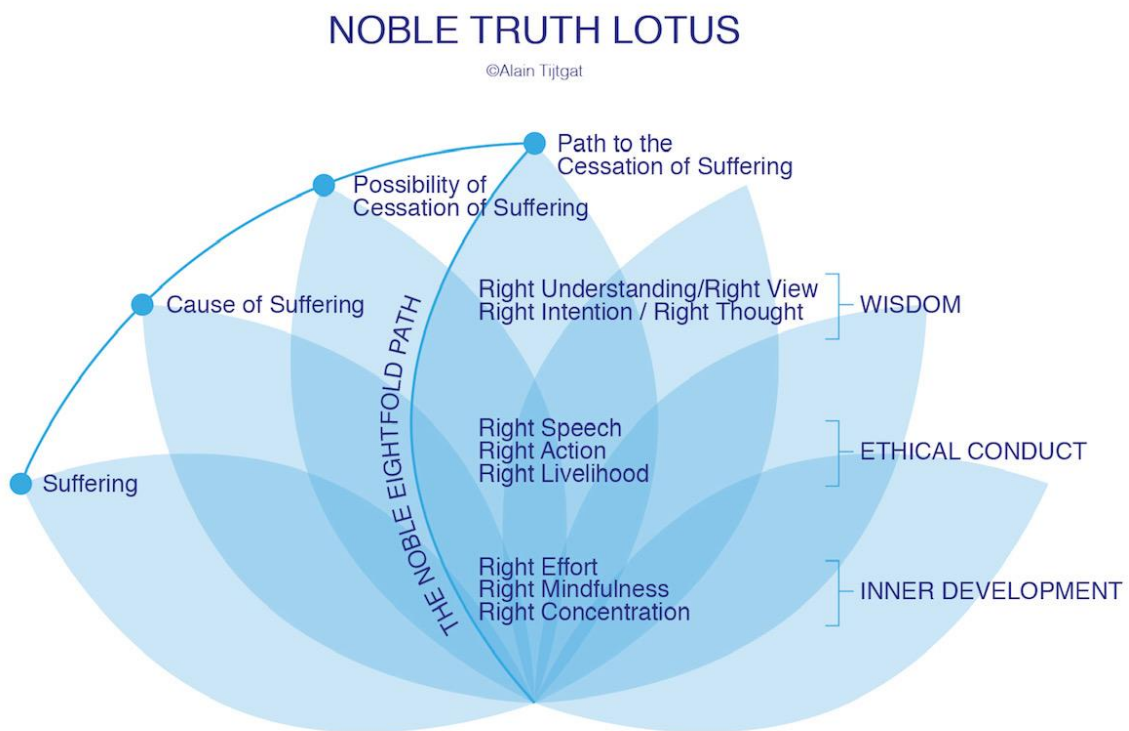 NOBLE TRUTH LOTUS
©Alain Tijtgat
Path to the
Cessation of Suffering
Possibility of
Cessation of Suffering
Cause of Suffering
Suffering
THE NOBLE EIGHTFOLD PATH
Right Understanding/Right View
Right Intention / Right Thought
WISDOM
Right Speech
Right Action
Right Livelihood
ETHICAL CONDUCT
Right Effort
Right Mindfulness
Right Concentration
INNER DEVELOPMENT